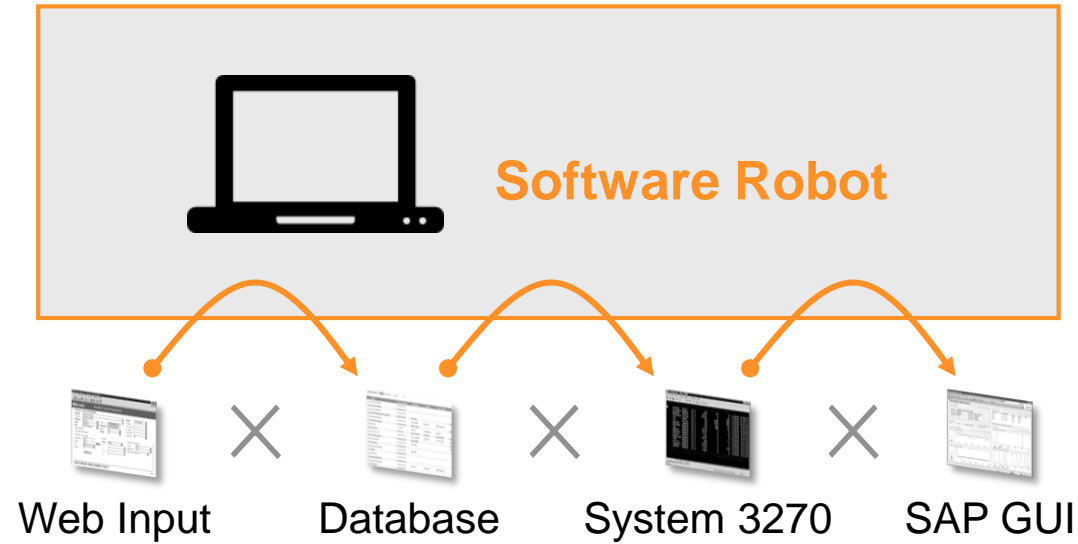 Software Robot
Web Input
Database
System 3270
SAP GUI